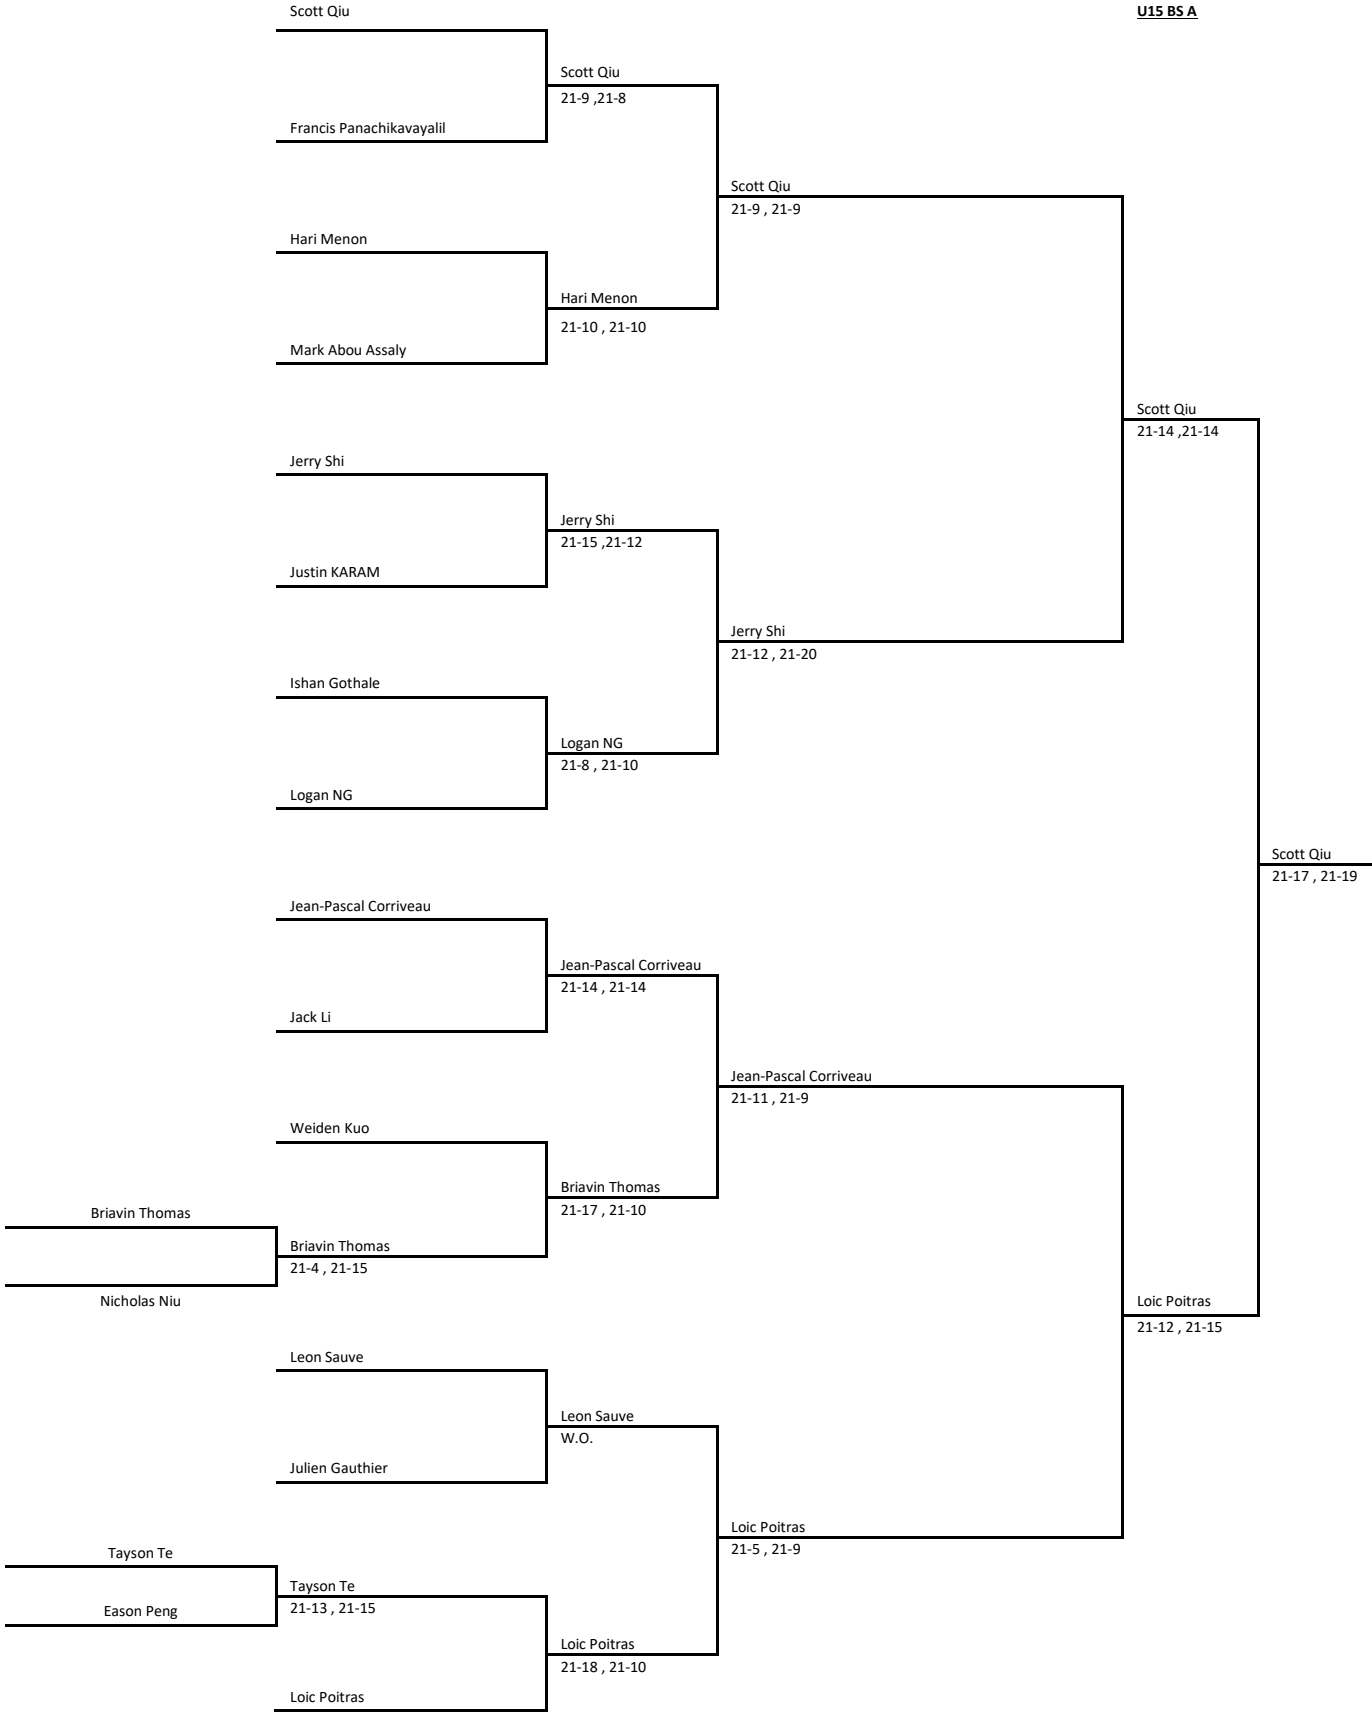 Scott Qiu
U15 BS A
Scott Qiu
21-9 ,21-8
Francis Panachikavayalil
Scott Qiu
21-9 , 21-9
Hari Menon
Hari Menon
21-10 , 21-10
Mark Abou Assaly
Scott Qiu
21-14 ,21-14
Jerry Shi
Jerry Shi
21-15 ,21-12
Justin KARAM
Jerry Shi
21-12 , 21-20
Ishan Gothale
Logan NG
21-8 , 21-10
Logan NG
Scott Qiu
21-17 , 21-19
Jean-Pascal Corriveau
Jean-Pascal Corriveau
21-14 , 21-14
Jack Li
Jean-Pascal Corriveau
21-11 , 21-9
Weiden Kuo
Briavin Thomas
21-17 , 21-10
Briavin Thomas
Briavin Thomas
21-4 , 21-15
Nicholas Niu
Loic Poitras
21-12 , 21-15
Leon Sauve
Leon Sauve
W.O.
Julien Gauthier
Loic Poitras
21-5 , 21-9
Tayson Te
Tayson Te
21-13 , 21-15
Eason Peng
Loic Poitras
21-18 , 21-10
Loic Poitras